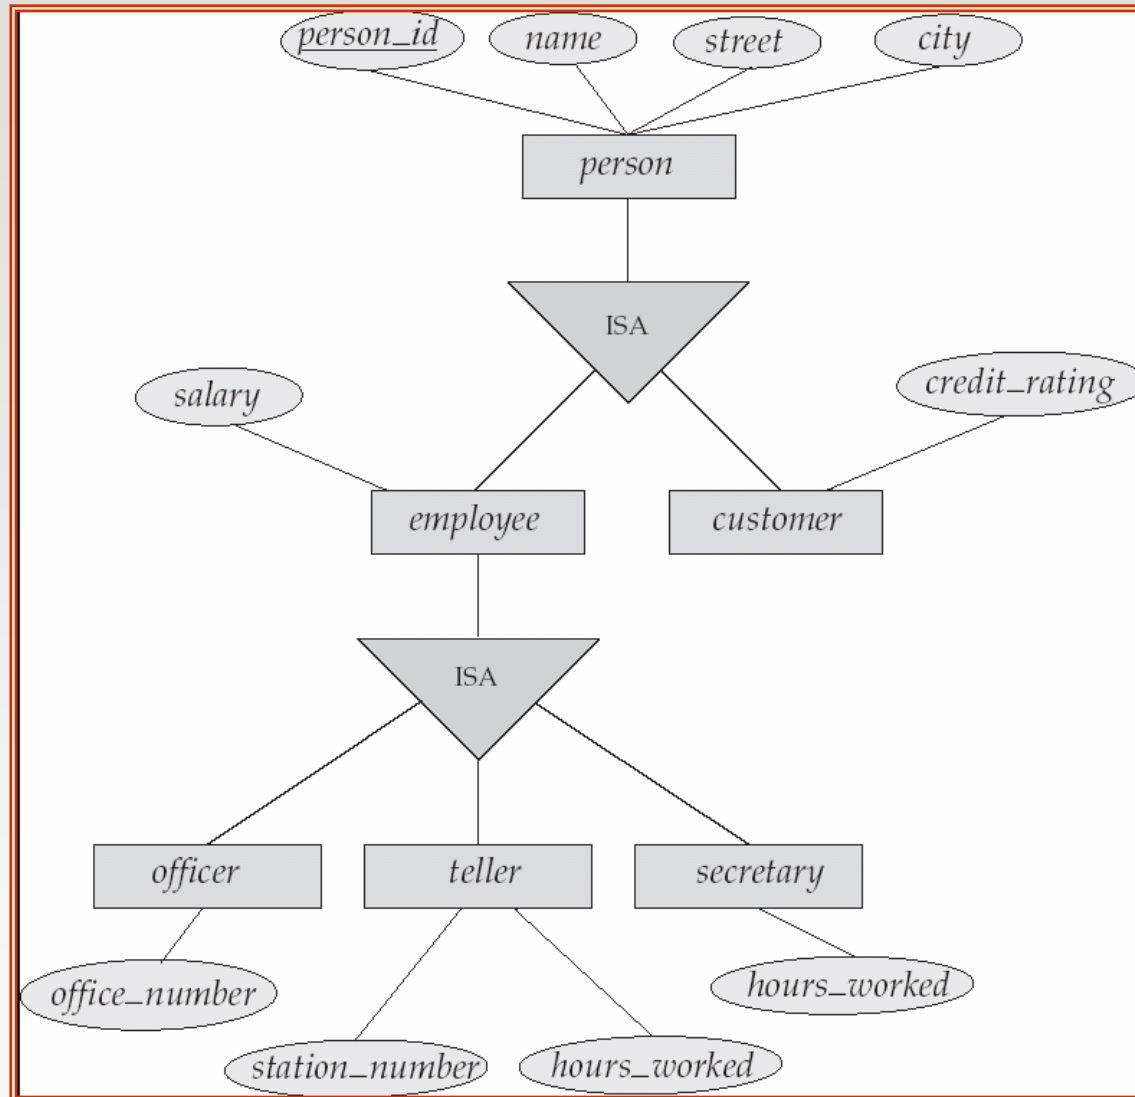 person_id
name
street
city
person
ISA
salary
credit_rating
employee
customer
ISA
officer
teller
secretary
office_number
hours_worked
station_number
hours_worked